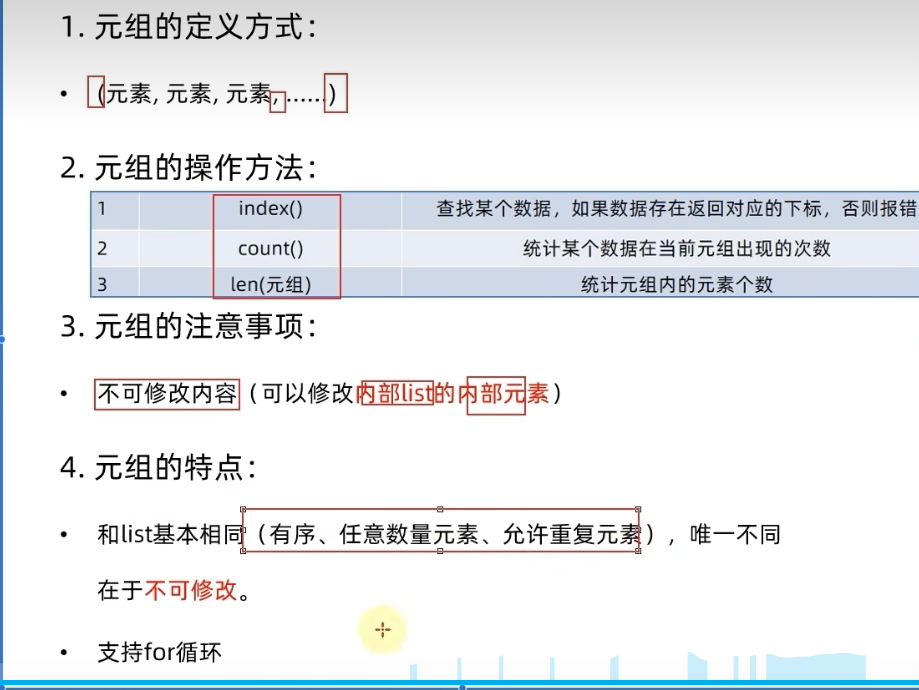 1. 元组的定义方式：
• (元素, 元素, 元素, ......)
2. 元组的操作方法：
1 index() 查找某个数据，如果数据存在返回对应的下标，否则报错
2 count() 统计某个数据在当前元组出现的次数
3 len(元组) 统计元组内的元素个数
3. 元组的注意事项：
• 不可修改内容（可以修改内部list的内部元素）
4. 元组的特点：
• 和list基本相同（有序、任意数量元素、允许重复元素），唯一不同
在于不可修改。
• 支持for循环